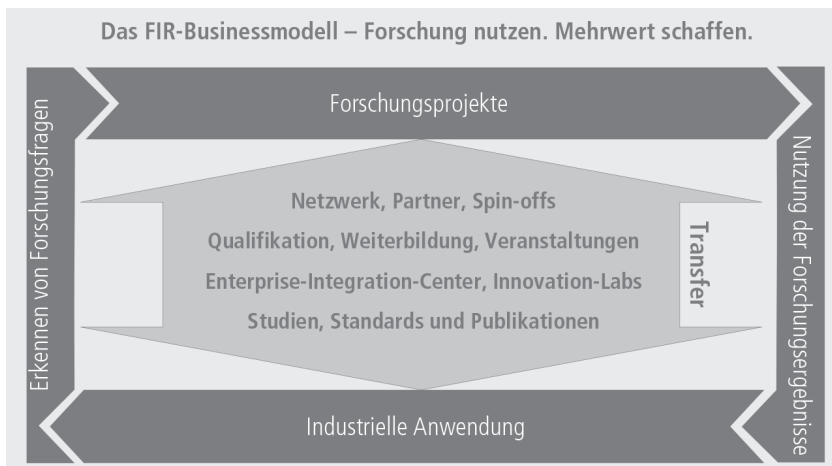 Das FIR-Businessmodell – Forschung nutzen. Mehrwert schaffen.
Erkennen von Forschungsfragen
Forschungsprojekte
Netzwerk, Partner, Spin-offs
Qualifikation, Weiterbildung, Veranstaltungen
Enterprise-Integration-Center, Innovation-Labs
Studien, Standards und Publikationen
Transfer
Nutzung der Forschungsergebnisse
Industrielle Anwendung